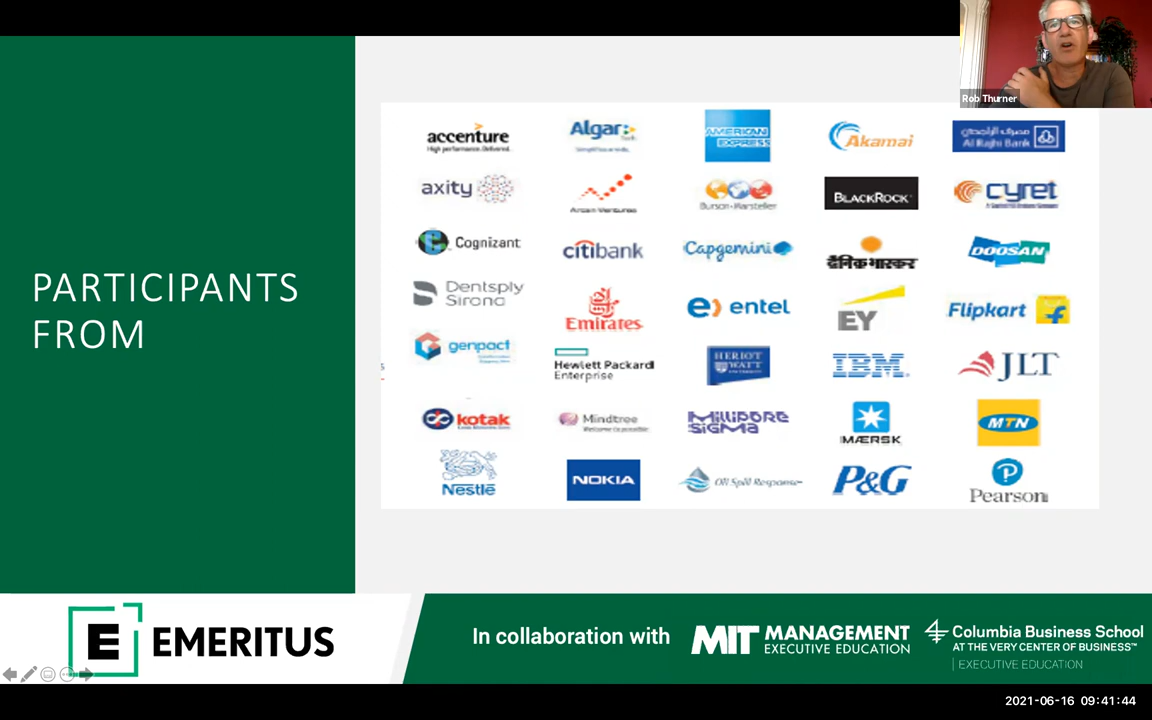 Rob Thurner
PARTICIPANTS
FROM
accenture
High performance. Delivered.
Algar
AMERICAN
EXPRESS
Akamai
مصرف الراجحي
Al Rajhi Bank
axity
Burson-Marsteller
BLACKROCK
cyret
Cognizant
citibank
Capgemini
दैनिक भास्कर
DOOSAN
Dentsply
Sirona
Emirates
entel
EY
Flipkart
genpact
Hewlett Packard
Enterprise
HERIOT
WATT
UNIVERSITY
IBM
JLT
kotak
Mindtree
Welcome to possible
MILLIPORE
SIGMA
MÆRSK
MTN
Nestlé
NOKIA
Oil Spill Response
P&G
Pearson
E EMERITUS
In collaboration with
MIT MANAGEMENT
EXECUTIVE EDUCATION
Columbia Business School
AT THE VERY CENTER OF BUSINESS™
EXECUTIVE EDUCATION
2021-06-16 09:41:44